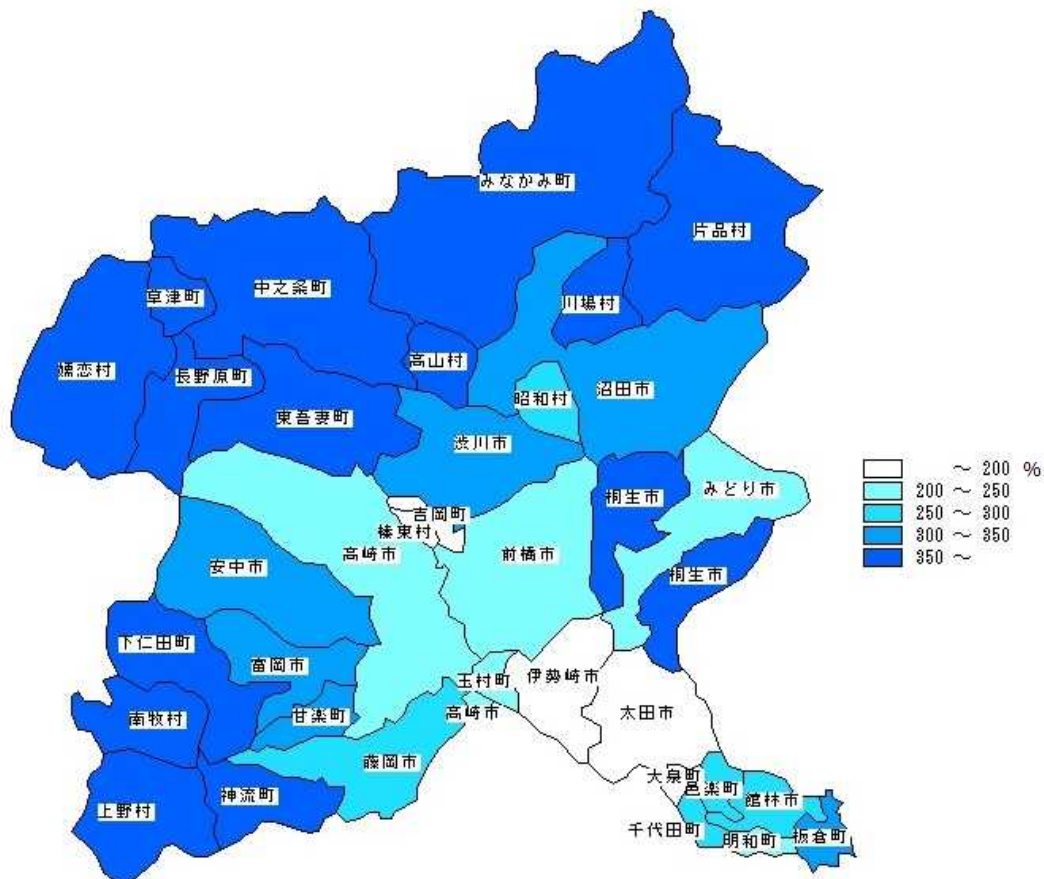 みなかみ町
片品村
中之条町
草津町
川場村
嬬恋村
長野原町
高山村
昭和村
沼田市
東吾妻町
渋川市
～ 200 %
200 ～ 250
250 ～ 300
300 ～ 350
350 ～
桐生市
みどり市
吉岡町
榛東村
高崎市
前橋市
安中市
桐生市
下仁田町
富岡市
玉村町
伊勢崎市
南牧村
甘楽町
高崎市
太田市
藤岡市
大泉町
邑楽町
館林市
上野村
神流町
千代田町
明和町
板倉町